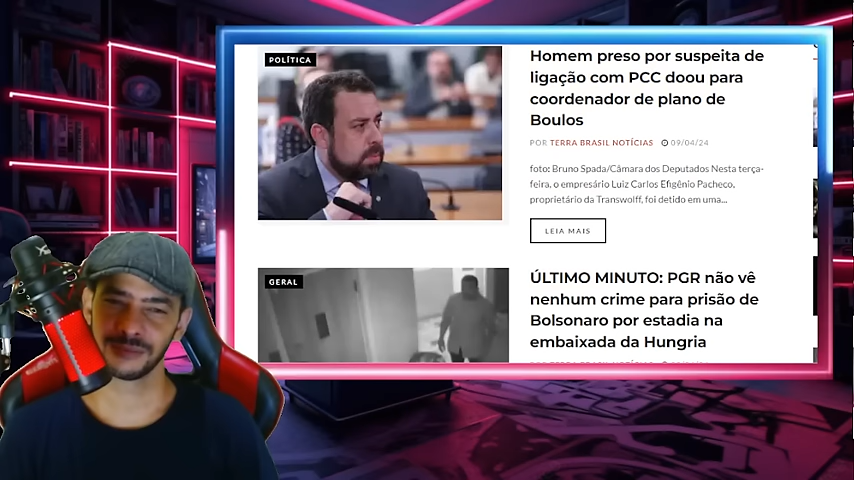 POLÍTICA
Homem preso por suspeita de
ligação com PCC doou para
coordenador de plano de
Boulos
POR TERRA BRASIL NOTÍCIAS 09/04/24
foto: Bruno Spada/Câmara dos Deputados Nesta terça-
feira, o empresário Luiz Carlos Efigênio Pacheco,
proprietário da Transwolff, foi detido em uma...
LEIA MAIS
GERAL
ÚLTIMO MINUTO: PGR não vê
nenhum crime para prisão de
Bolsonaro por estadia na
embaixada da Hungria